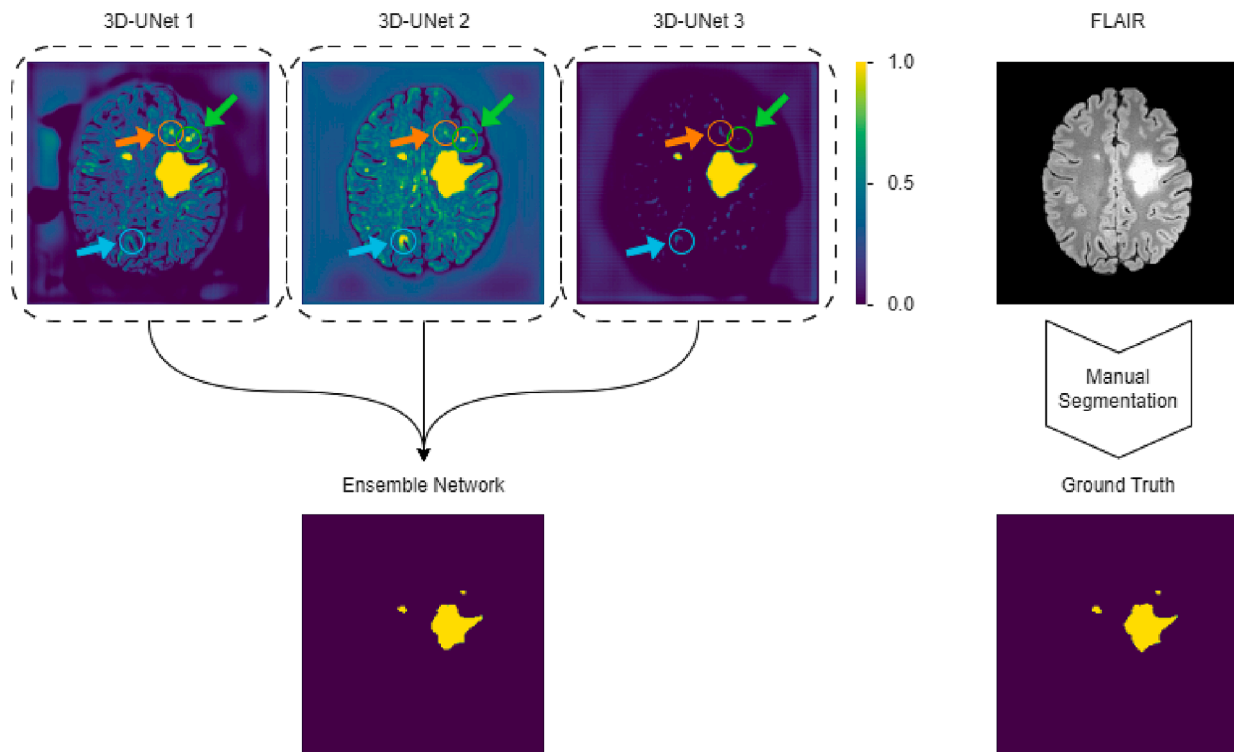 3D-UNet 1
3D-UNet 2
3D-UNet 3
FLAIR
1.0
0.5
0.0
Manual
Segmentation
Ensemble Network
Ground Truth